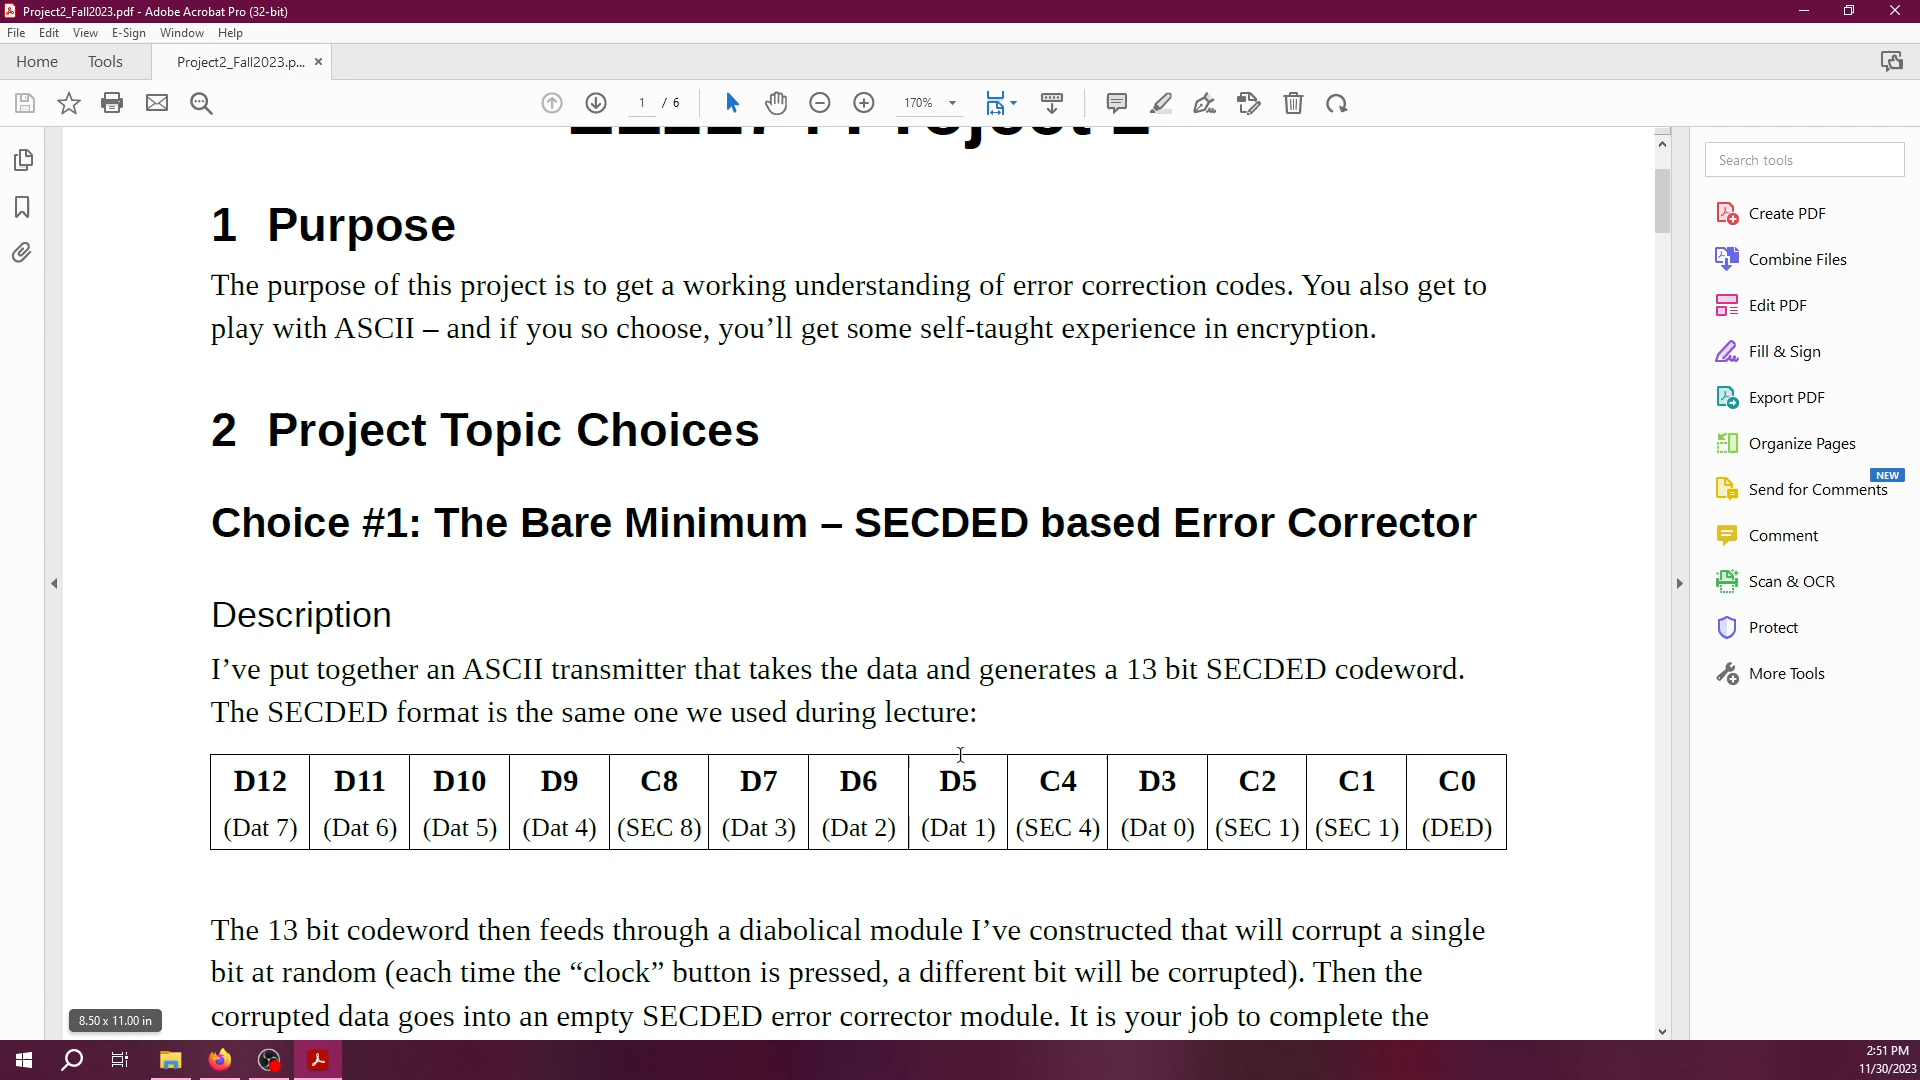 Project2_Fall2023.pdf - Adobe Acrobat Pro (32-bit)
File Edit View E-Sign Window Help
Home Tools Project2_Fall2023.p... ×
1 / 6 170%
Search tools
Create PDF
Combine Files
Edit PDF
Fill & Sign
Export PDF
Organize Pages
NEW
Send for Comments
Comment
Scan & OCR
Protect
More Tools
1 Purpose
The purpose of this project is to get a working understanding of error correction codes. You also get to
play with ASCII – and if you so choose, you’ll get some self-taught experience in encryption.
2 Project Topic Choices
Choice #1: The Bare Minimum – SECDED based Error Corrector
Description
I’ve put together an ASCII transmitter that takes the data and generates a 13 bit SECDED codeword.
The SECDED format is the same one we used during lecture:
D12 D11 D10 D9 C8 D7 D6 D5 C4 D3 C2 C1 C0
(Dat 7) (Dat 6) (Dat 5) (Dat 4) (SEC 8) (Dat 3) (Dat 2) (Dat 1) (SEC 4) (Dat 0) (SEC 1) (SEC 1) (DED)
The 13 bit codeword then feeds through a diabolical module I’ve constructed that will corrupt a single
bit at random (each time the “clock” button is pressed, a different bit will be corrupted). Then the
corrupted data goes into an empty SECDED error corrector module. It is your job to complete the
8.50 x 11.00 in
2:51 PM
11/30/2023